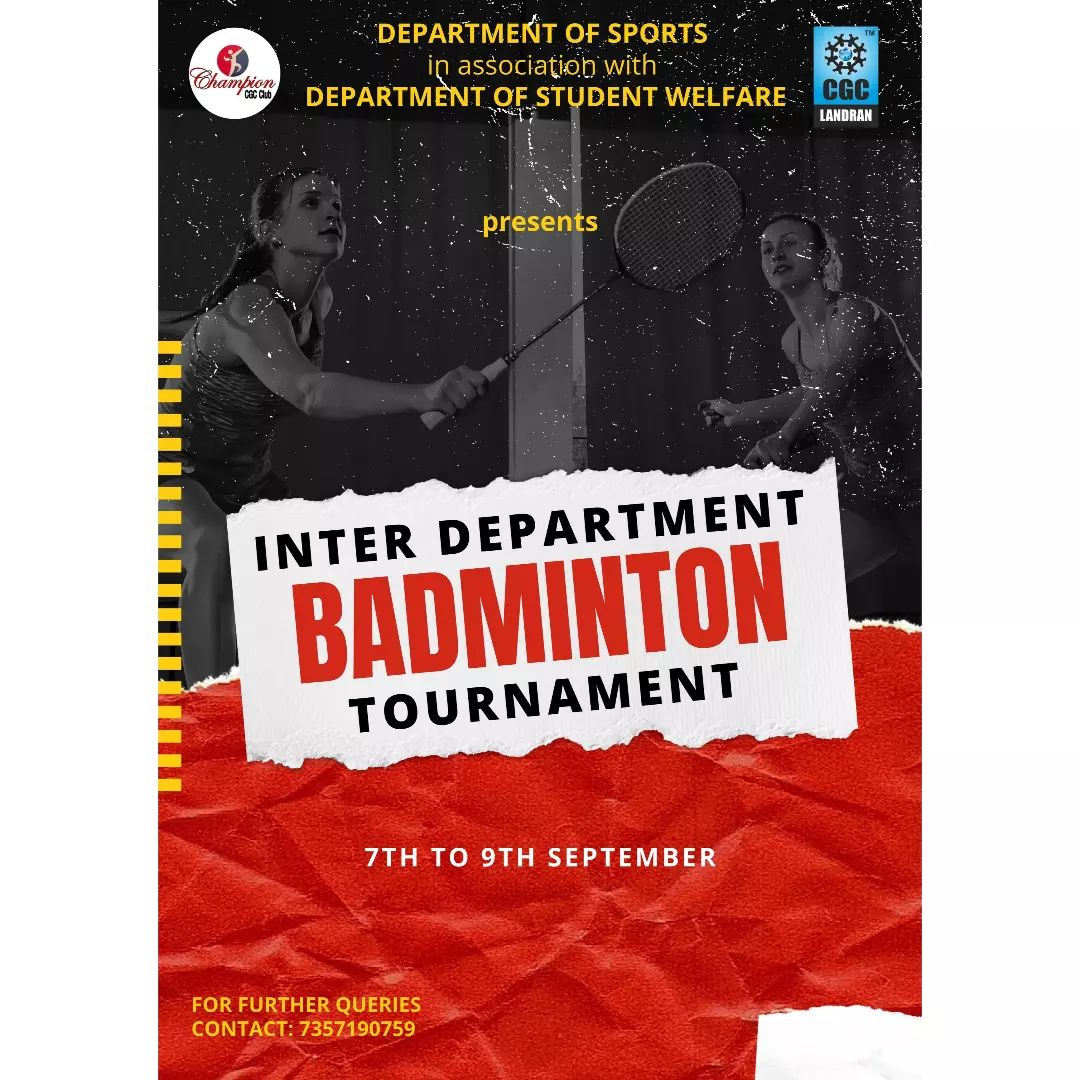 Champion
CGC Club
DEPARTMENT OF SPORTS
in association with
DEPARTMENT OF STUDENT WELFARE
TM
CGC
LANDRAN
presents
INTER DEPARTMENT
BADMINTON
TOURNAMENT
7TH TO 9TH SEPTEMBER
FOR FURTHER QUERIES
CONTACT: 7357190759